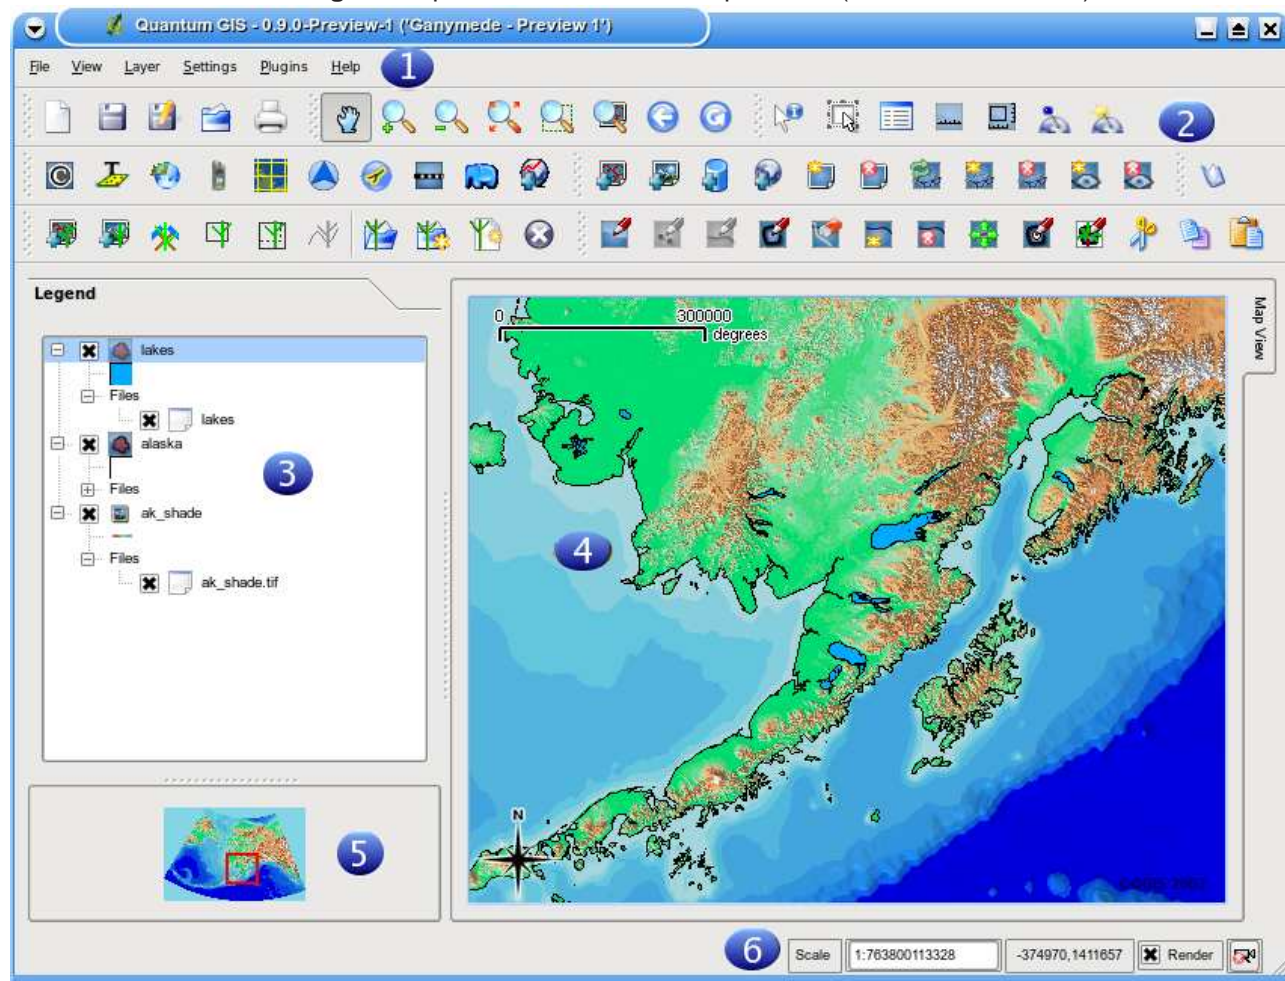 Quantum GIS - 0.9.0-Preview-1 ('Ganymede - Preview 1')
File View Layer Settings Plugins Help
1
2
Legend
lakes
Files
lakes
alaska
Files
ak_shade
Files
ak_shade.tif
3
0 300000
degrees
4
N
Map View
5
6
Scale 1:763800113328 -374970,1411657 Render